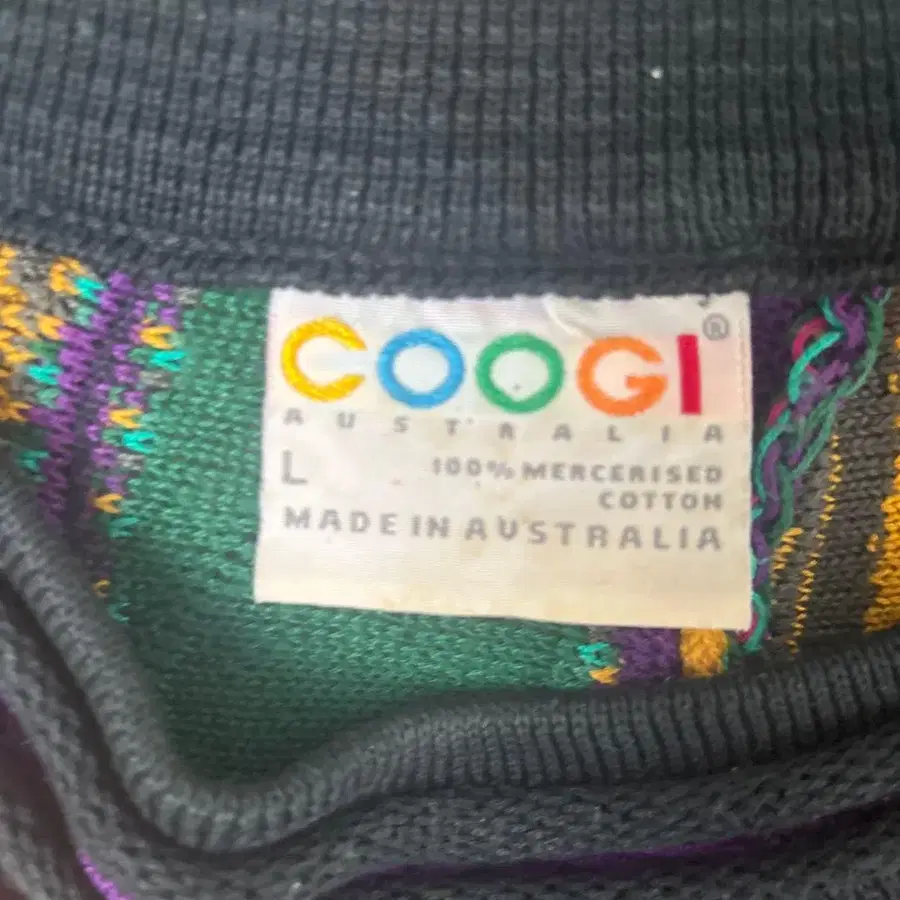 COOGI®
AUSTRALIA
L 100% MERCERISED
COTTON
MADE IN AUSTRALIA